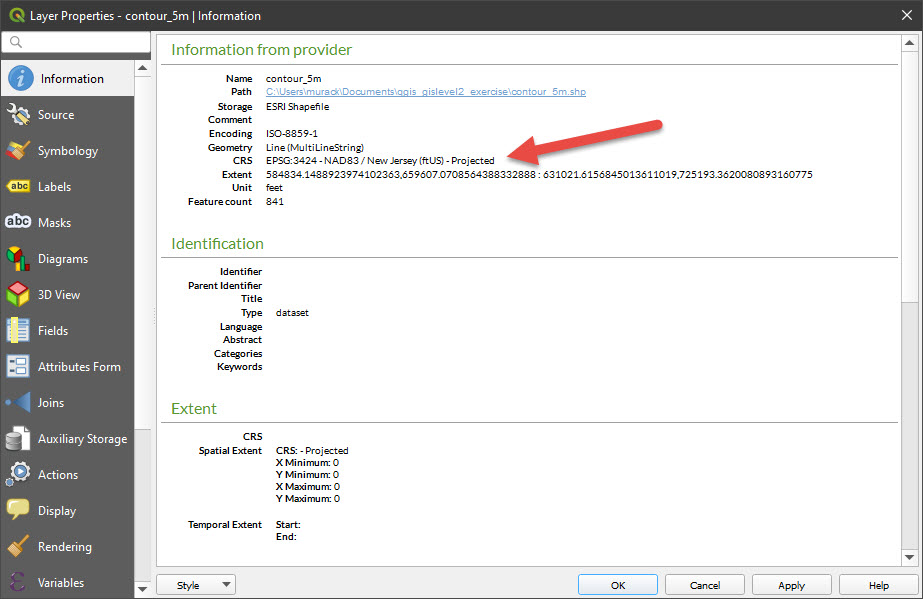 Layer Properties - contour_5m | Information
Information
Source
Symbology
abc Labels
abc Masks
Diagrams
3D View
Fields
Attributes Form
Joins
Auxiliary Storage
Actions
Display
Rendering
Variables
Information from provider
Name contour_5m
Path C:\Users\murack\Documents\qgis_gislevel2_exercise\contour_5m.shp
Storage ESRI Shapefile
Comment
Encoding ISO-8859-1
Geometry Line (MultiLineString)
CRS EPSG:3424 - NAD83 / New Jersey (ftUS) - Projected
Extent 584834.1488923974102363,659607.0708564388332888 : 631021.6156845013611019,725193.3620080893160775
Unit feet
Feature count 841
Identification
Identifier
Parent Identifier
Title
Type dataset
Language
Abstract
Categories
Keywords
Extent
CRS
Spatial Extent CRS: - Projected
X Minimum: 0
Y Minimum: 0
X Maximum: 0
Y Maximum: 0
Temporal Extent Start:
End:
Style
OK
Cancel
Apply
Help